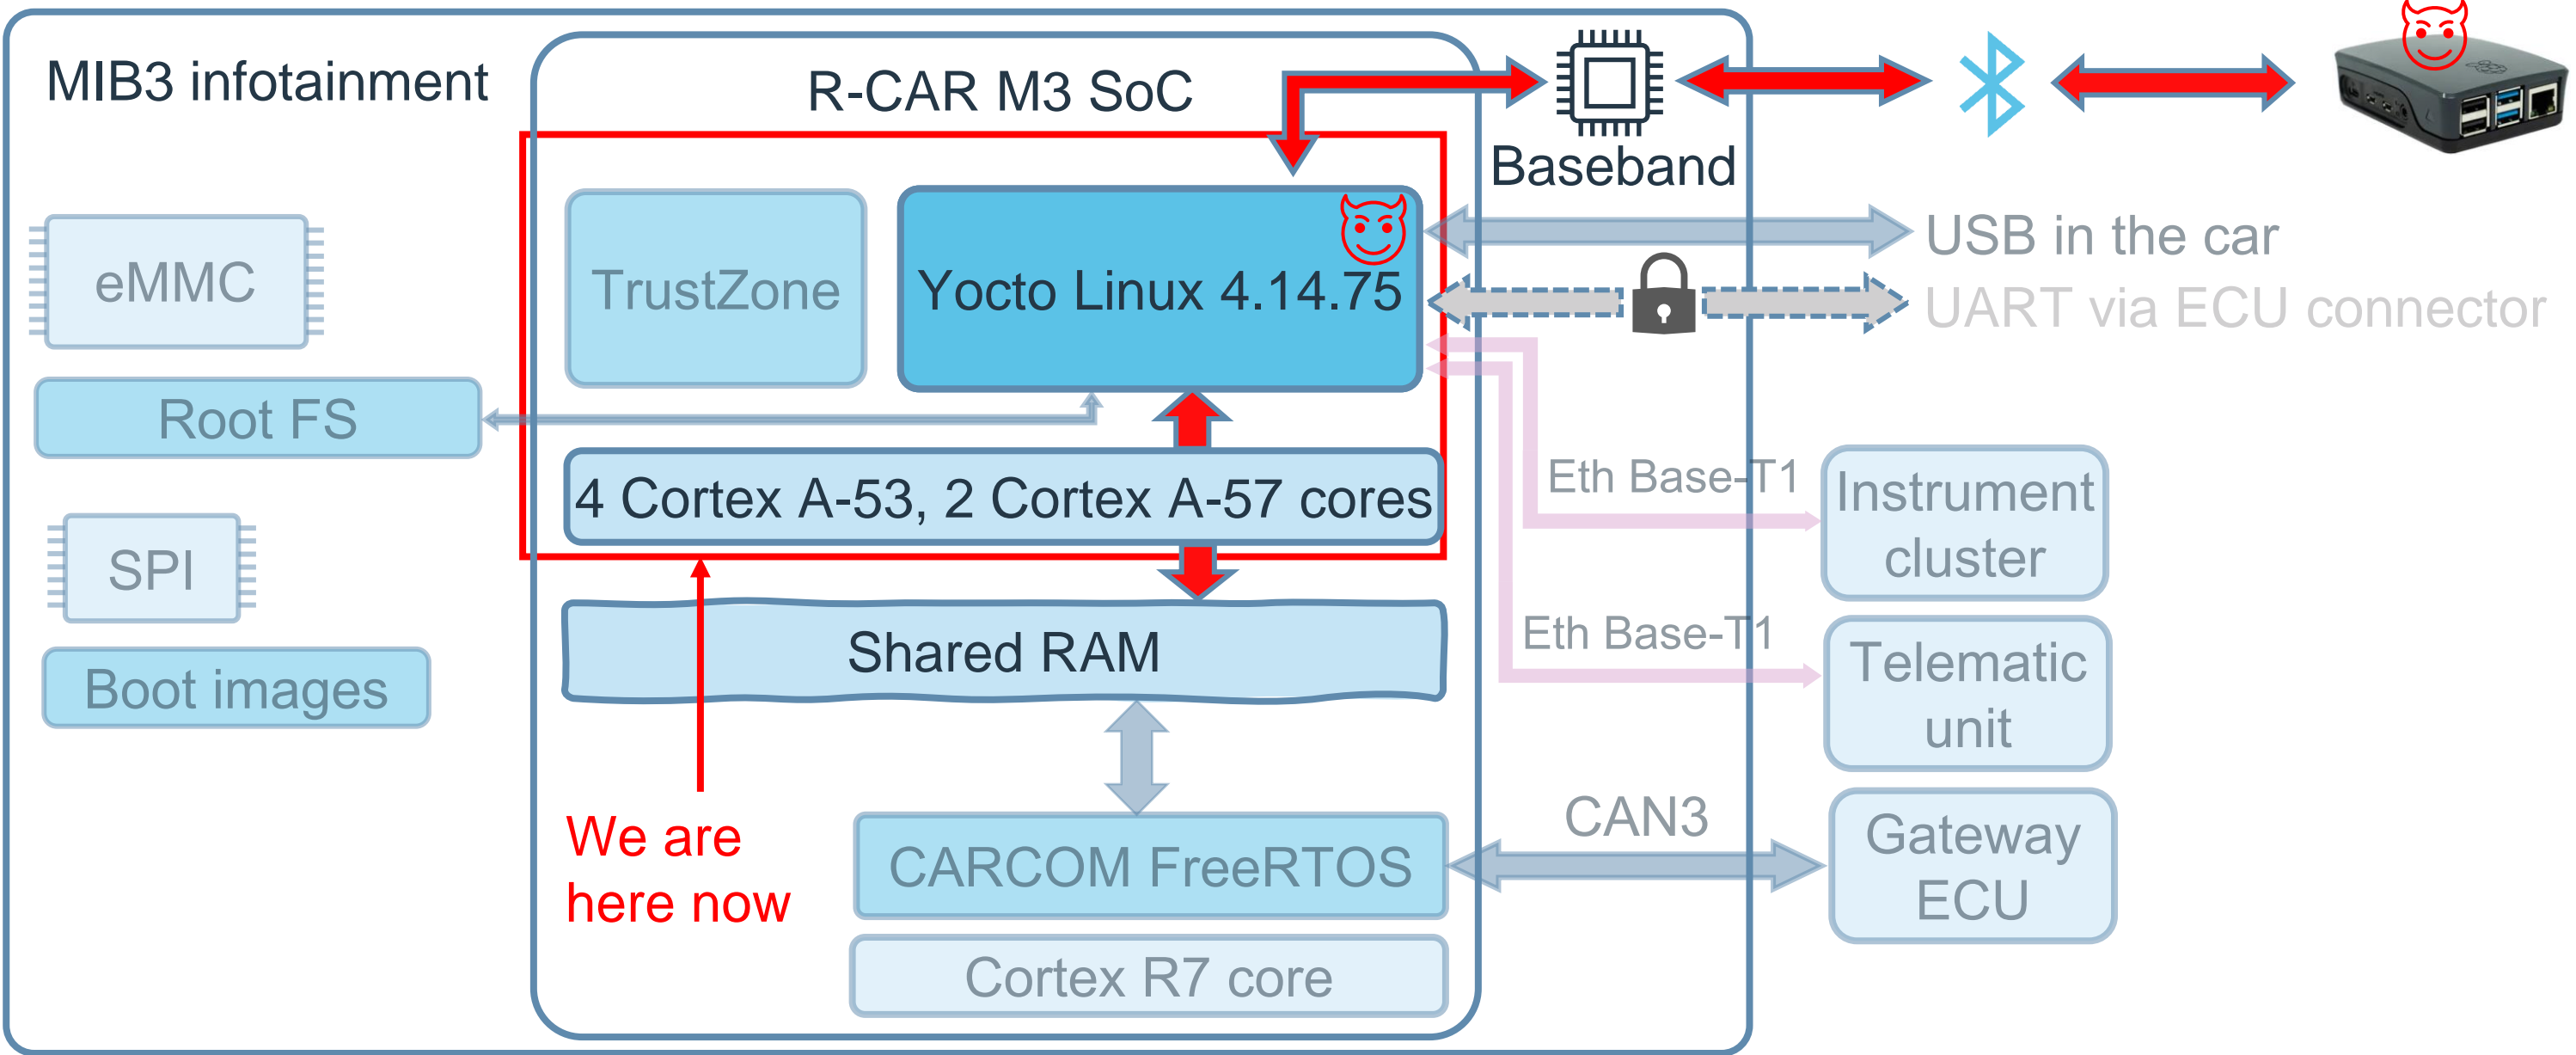 MIB3 infotainment
R-CAR M3 SoC
Baseband
eMMC
TrustZone
Yocto Linux 4.14.75
USB in the car
UART via ECU connector
Root FS
4 Cortex A-53, 2 Cortex A-57 cores
Eth Base-T1
Instrument
cluster
SPI
Shared RAM
Eth Base-T1
Telematic
unit
Boot images
We are
here now
CARCOM FreeRTOS
CAN3
Gateway
ECU
Cortex R7 core